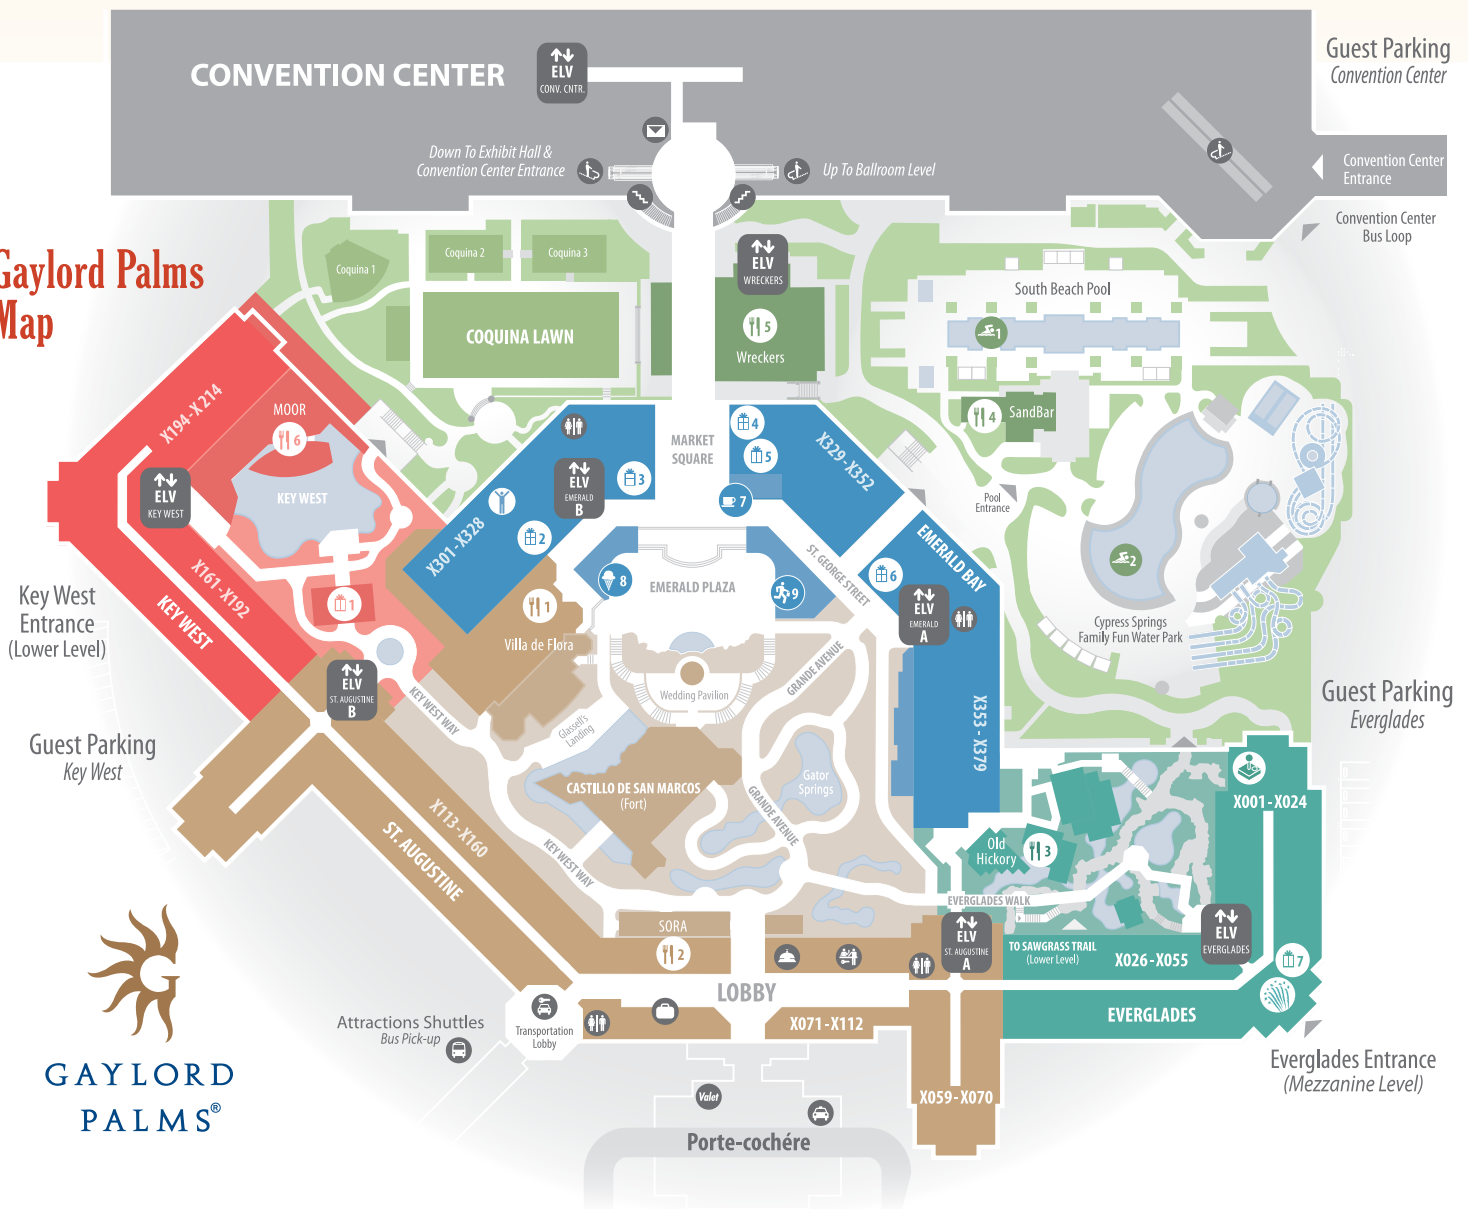 CONVENTION CENTER
ELV
CONV. CNTR.
Guest Parking
Convention Center
Down To Exhibit Hall &
Convention Center Entrance
Up To Ballroom Level
Convention Center
Entrance
Convention Center
Bus Loop
Gaylord Palms
Map
Coquina 1
Coquina 2
Coquina 3
COQUINA LAWN
ELV
WRECKERS
5
Wreckers
South Beach Pool
1
4
SandBar
X194-X 214
MOOR
6
KEY WEST
ELV
KEY WEST
X161-X192
KEY WEST
1
MARKET
SQUARE
4
5
7
X329-X352
ELV
EMERALD
B
3
2
X301-X328
8
EMERALD PLAZA
9
ST. GEORGE STREET
6
EMERALD BAY
ELV
EMERALD
A
X353 - X379
Pool
Entrance
2
Cypress Springs
Family Fun Water Park
Key West
Entrance
(Lower Level)
Guest Parking
Key West
ELV
ST. AUGUSTINE
B
KEY WEST WAY
1
Villa de Flora
Wedding Pavilion
GRANDE AVENUE
Glassell's
Landing
CASTILLO DE SAN MARCOS
(Fort)
Gator
Springs
GRANDE AVENUE
KEY WEST WAY
X113-X160
ST. AUGUSTINE
Guest Parking
Everglades
X001-X024
Old
Hickory
3
EVERGLADES WALK
SORA
2
ELV
ST. AUGUSTINE
A
TO SAWGRASS TRAIL
(Lower Level)
X026-X055
ELV
EVERGLADES
7
LOBBY
EVERGLADES
X071-X112
X059-X070
Transportation
Lobby
Attractions Shuttles
Bus Pick-up
Everglades Entrance
(Mezzanine Level)
Valet
Porte-cochére
G
GAYLORD
PALMS®